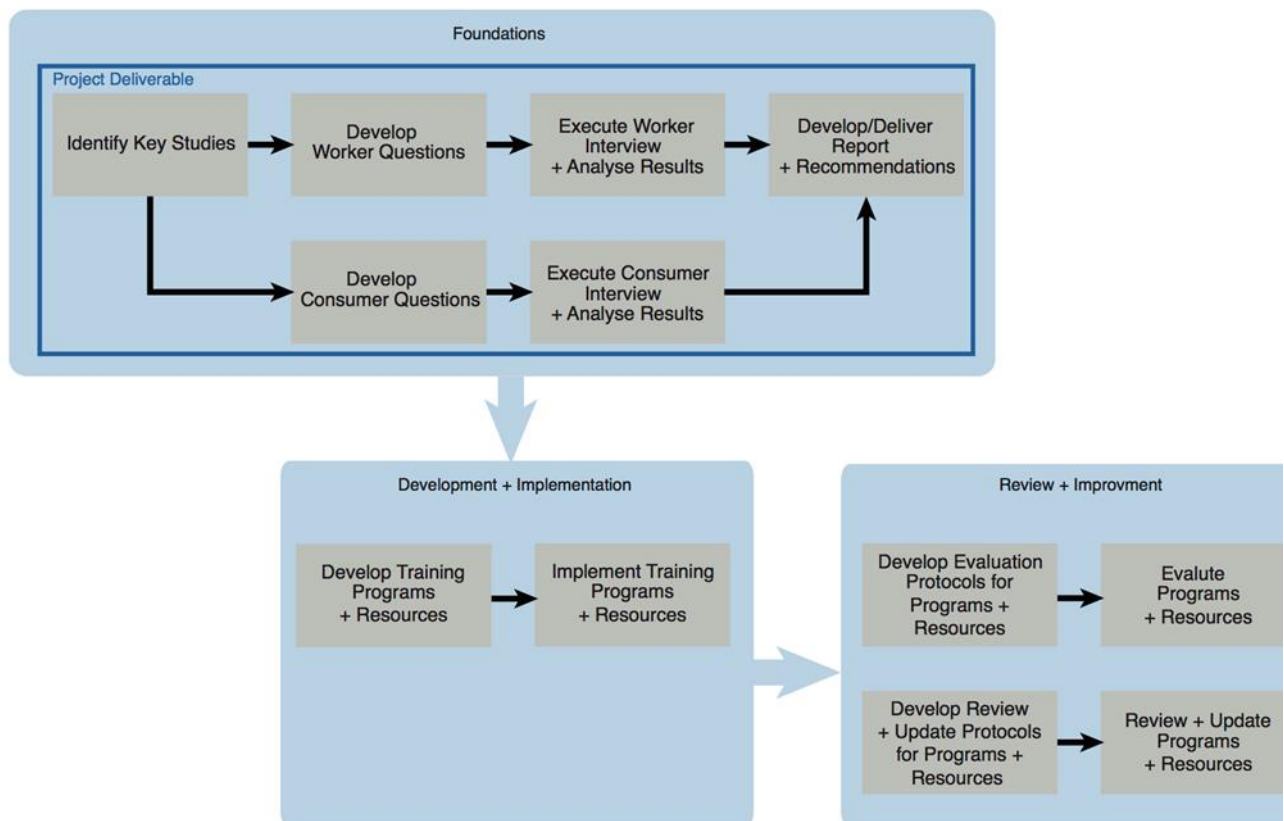 Foundations
Project Deliverable
Identify Key Studies
Develop
Worker Questions
Execute Worker
Interview
+ Analyse Results
Develop/Deliver
Report
+ Recommendations
Develop
Consumer Questions
Execute Consumer
Interview
+ Analyse Results
Development + Implementation
Develop Training
Programs
+ Resources
Implement Training
Programs
+ Resources
Review + Improvment
Develop Evaluation
Protocols for
Programs +
Resources
Evalute
Programs
+ Resources
Develop Review
+ Update Protocols
for Programs +
Resources
Review + Update
Programs
+ Resources